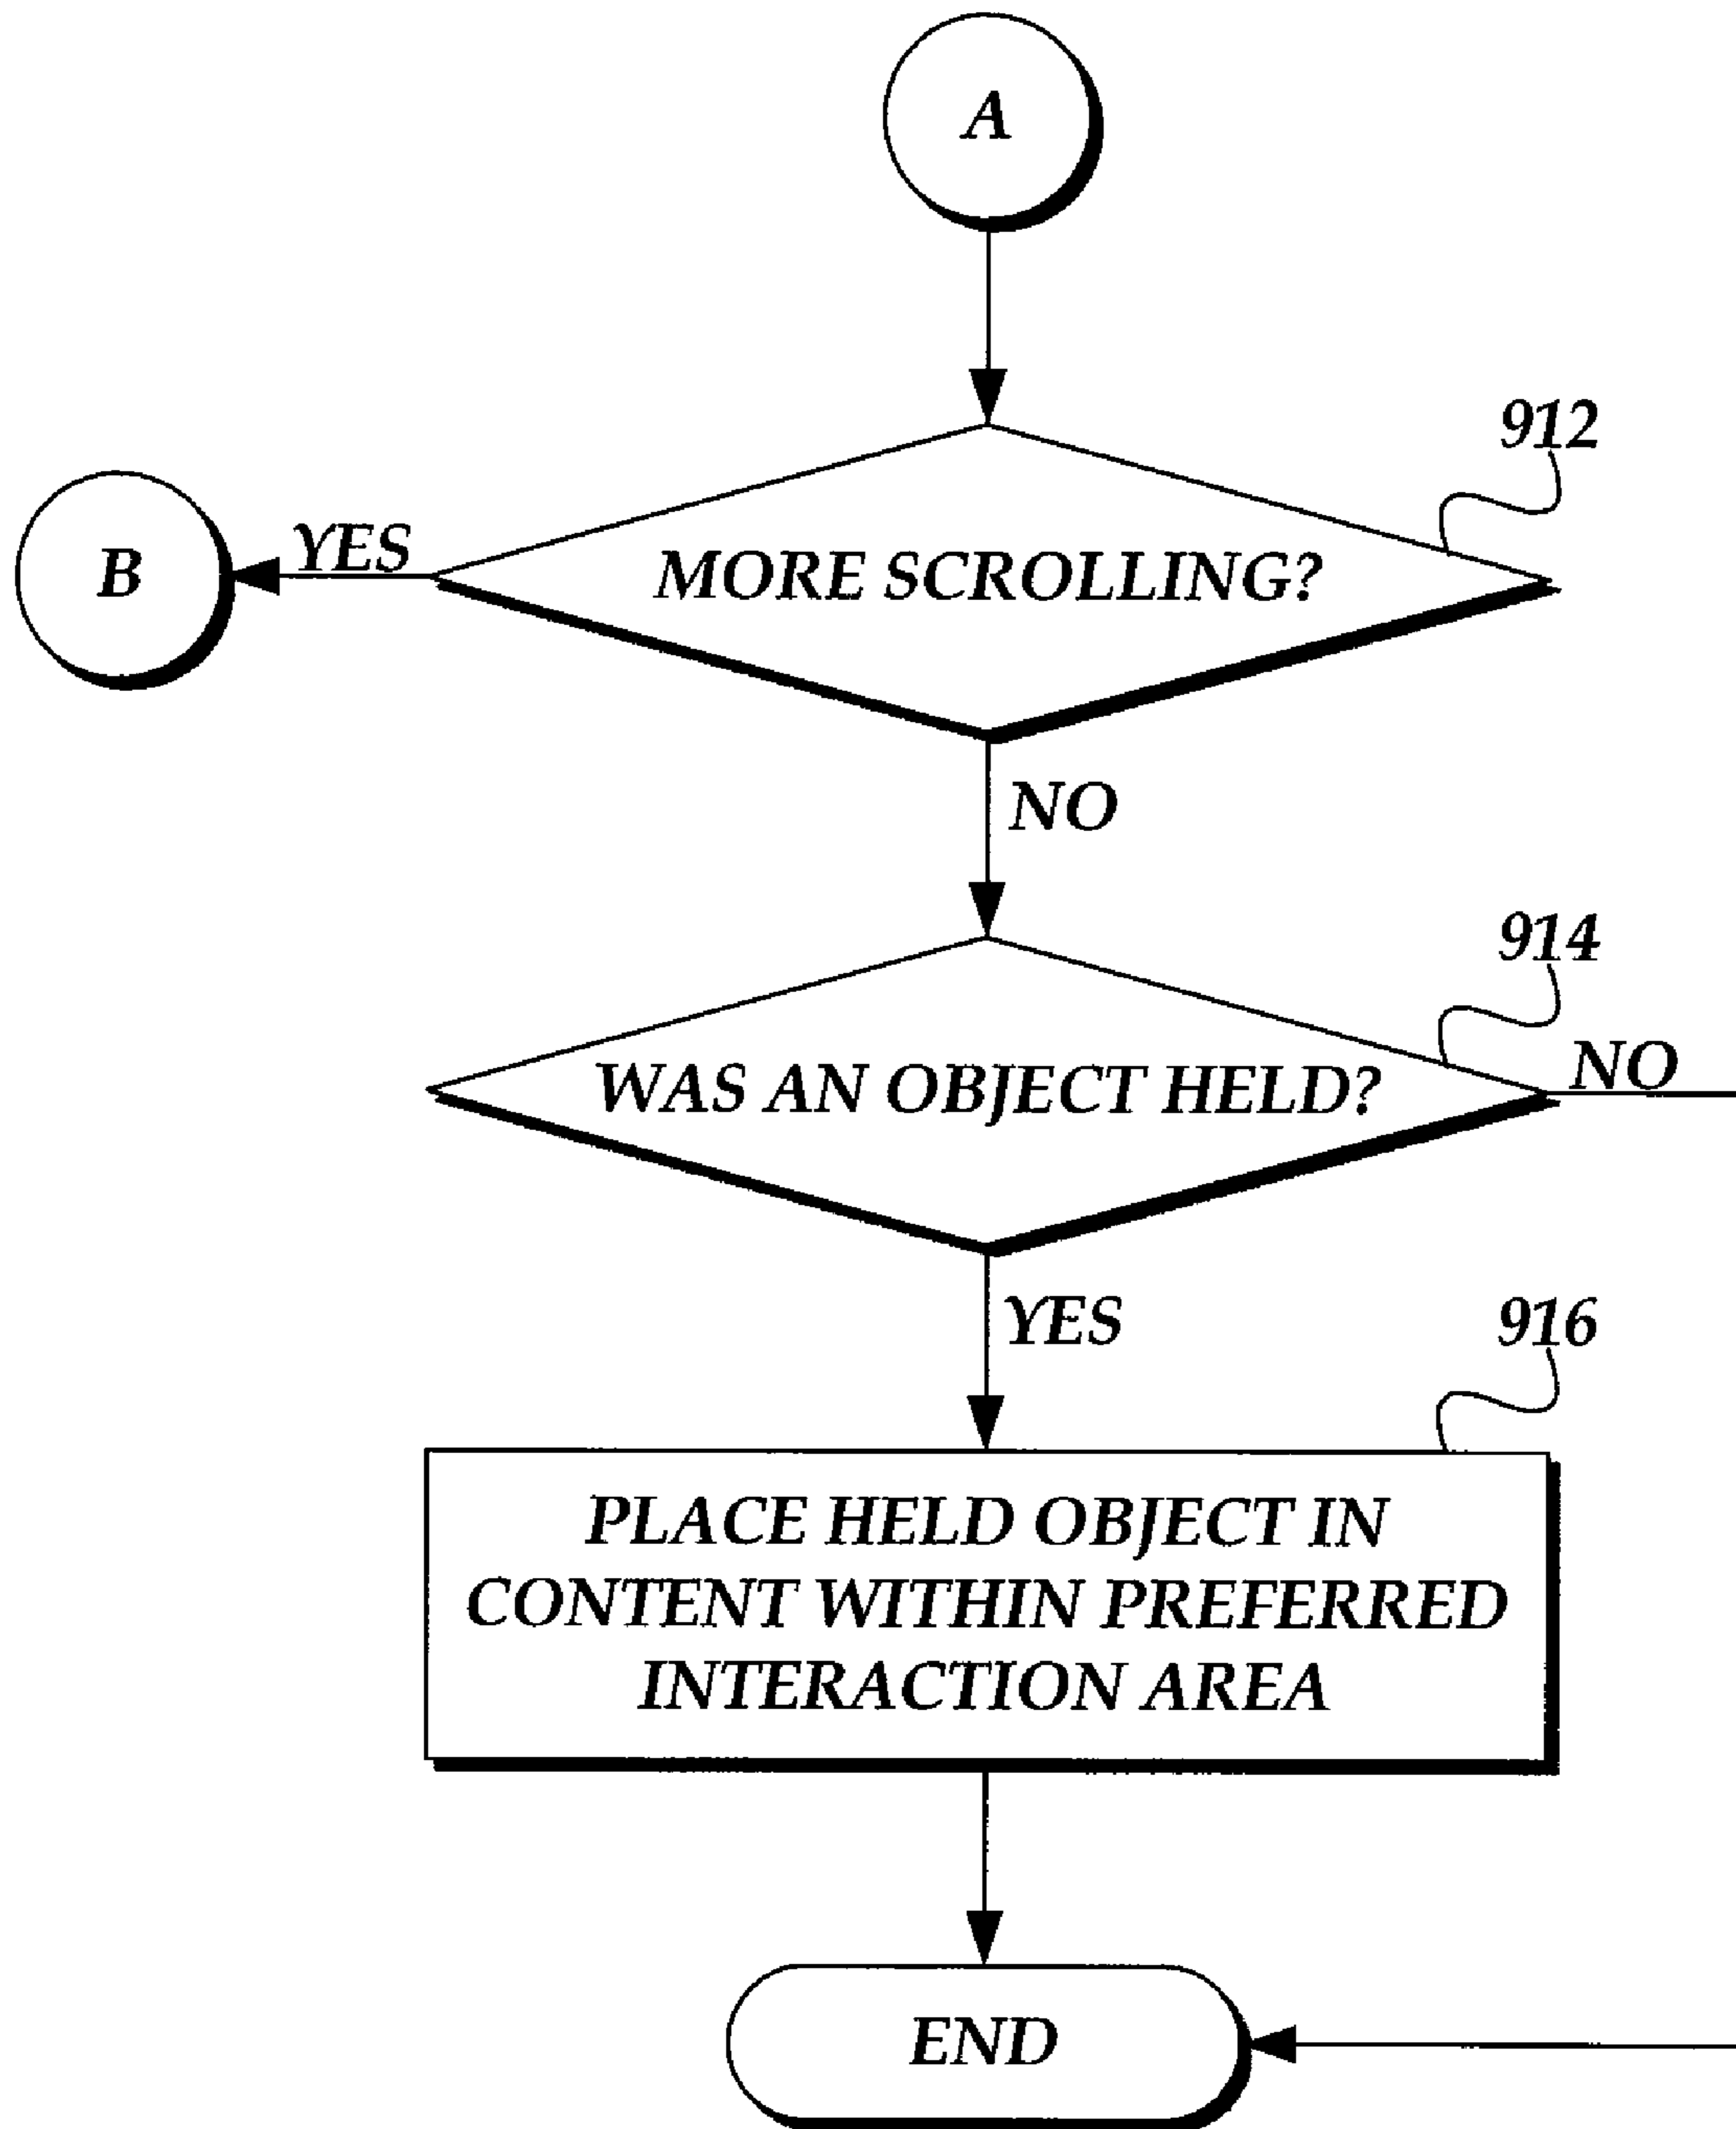 A
912
B
YES
MORE SCROLLING?
NO
914
WAS AN OBJECT HELD?
NO
YES
916
PLACE HELD OBJECT IN
CONTENT WITHIN PREFERRED
INTERACTION AREA
END